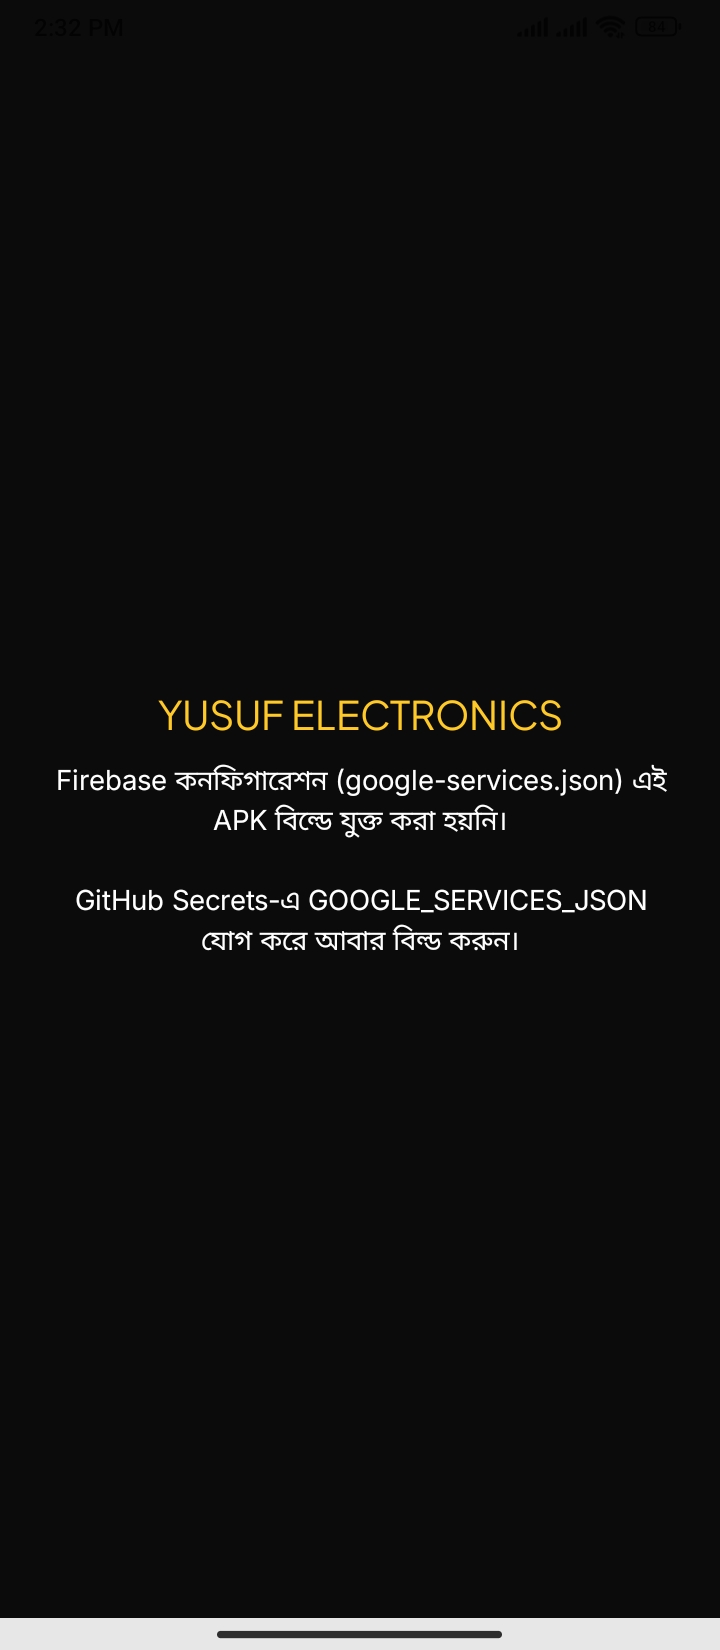 2:32 PM
84
YUSUF ELECTRONICS
Firebase কনফিগারেশন (google-services.json) এই
APK বিল্ডে যুক্ত করা হয়নি।
GitHub Secrets-এ GOOGLE_SERVICES_JSON
যোগ করে আবার বিল্ড করুন।